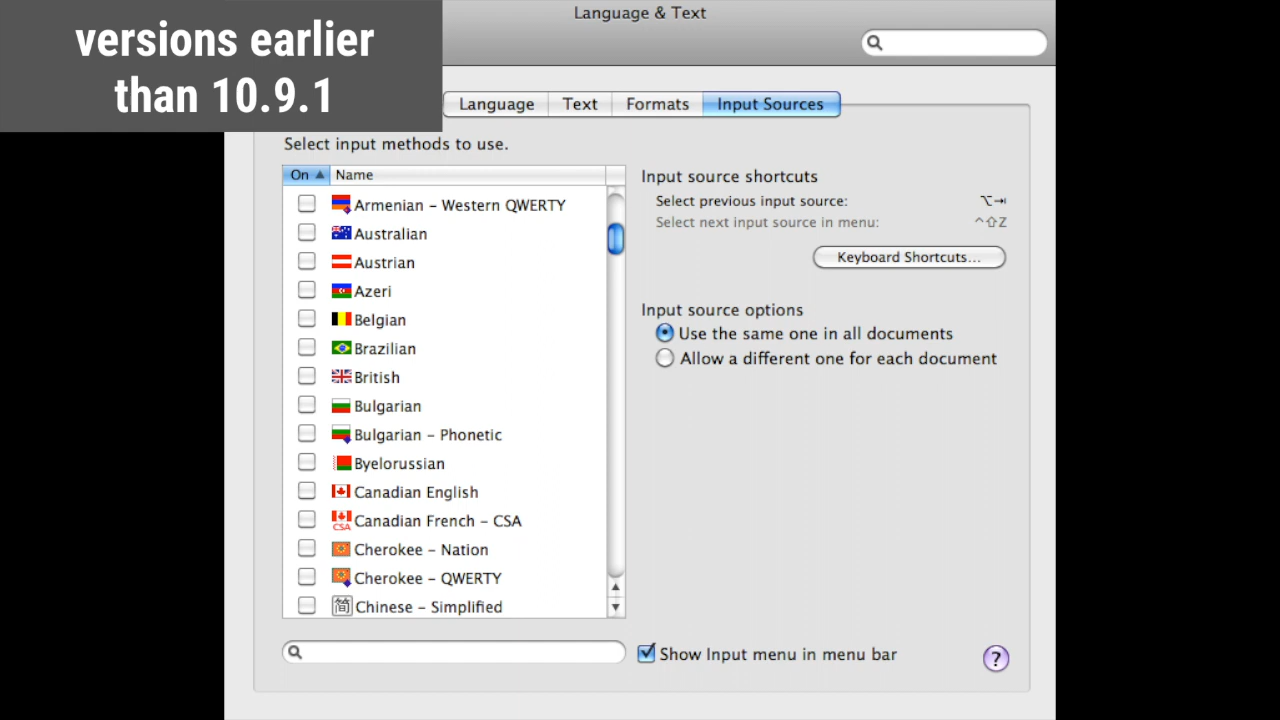 versions earlier
than 10.9.1
Language & Text
Language
Text
Formats
Input Sources
Select input methods to use.
On
Name
Armenian – Western QWERTY
Australian
Austrian
Azeri
Belgian
Brazilian
British
Bulgarian
Bulgarian – Phonetic
Byelorussian
Canadian English
CSA
Canadian French – CSA
Cherokee – Nation
Cherokee – QWERTY
简
Chinese – Simplified
Input source shortcuts
Select previous input source: ⌥⇥
Select next input source in menu: ^⇧Z
Keyboard Shortcuts...
Input source options
Use the same one in all documents
Allow a different one for each document
Show Input menu in menu bar
?